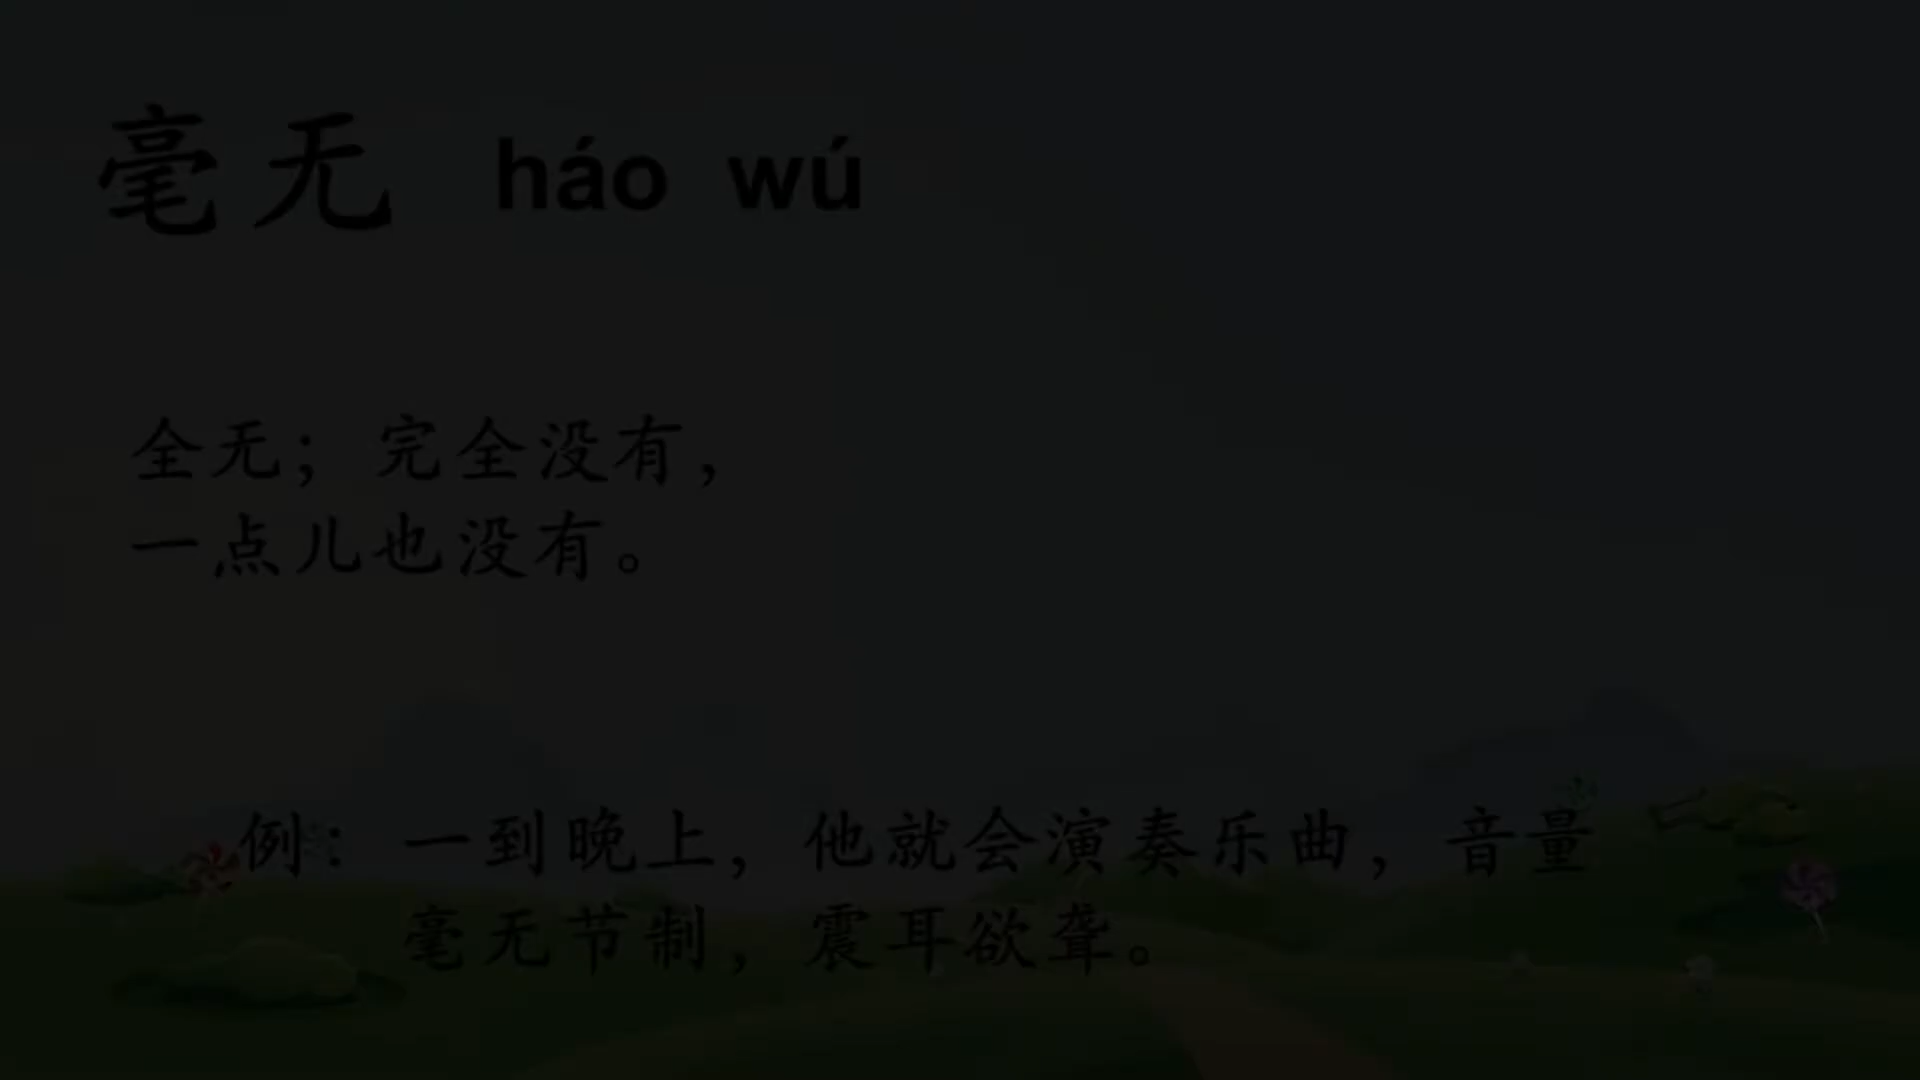 毫无 háo wú
全无；完全没有，
一点儿也没有。
例：一到晚上，他就会演奏乐曲，音量
毫无节制，震耳欲聋。